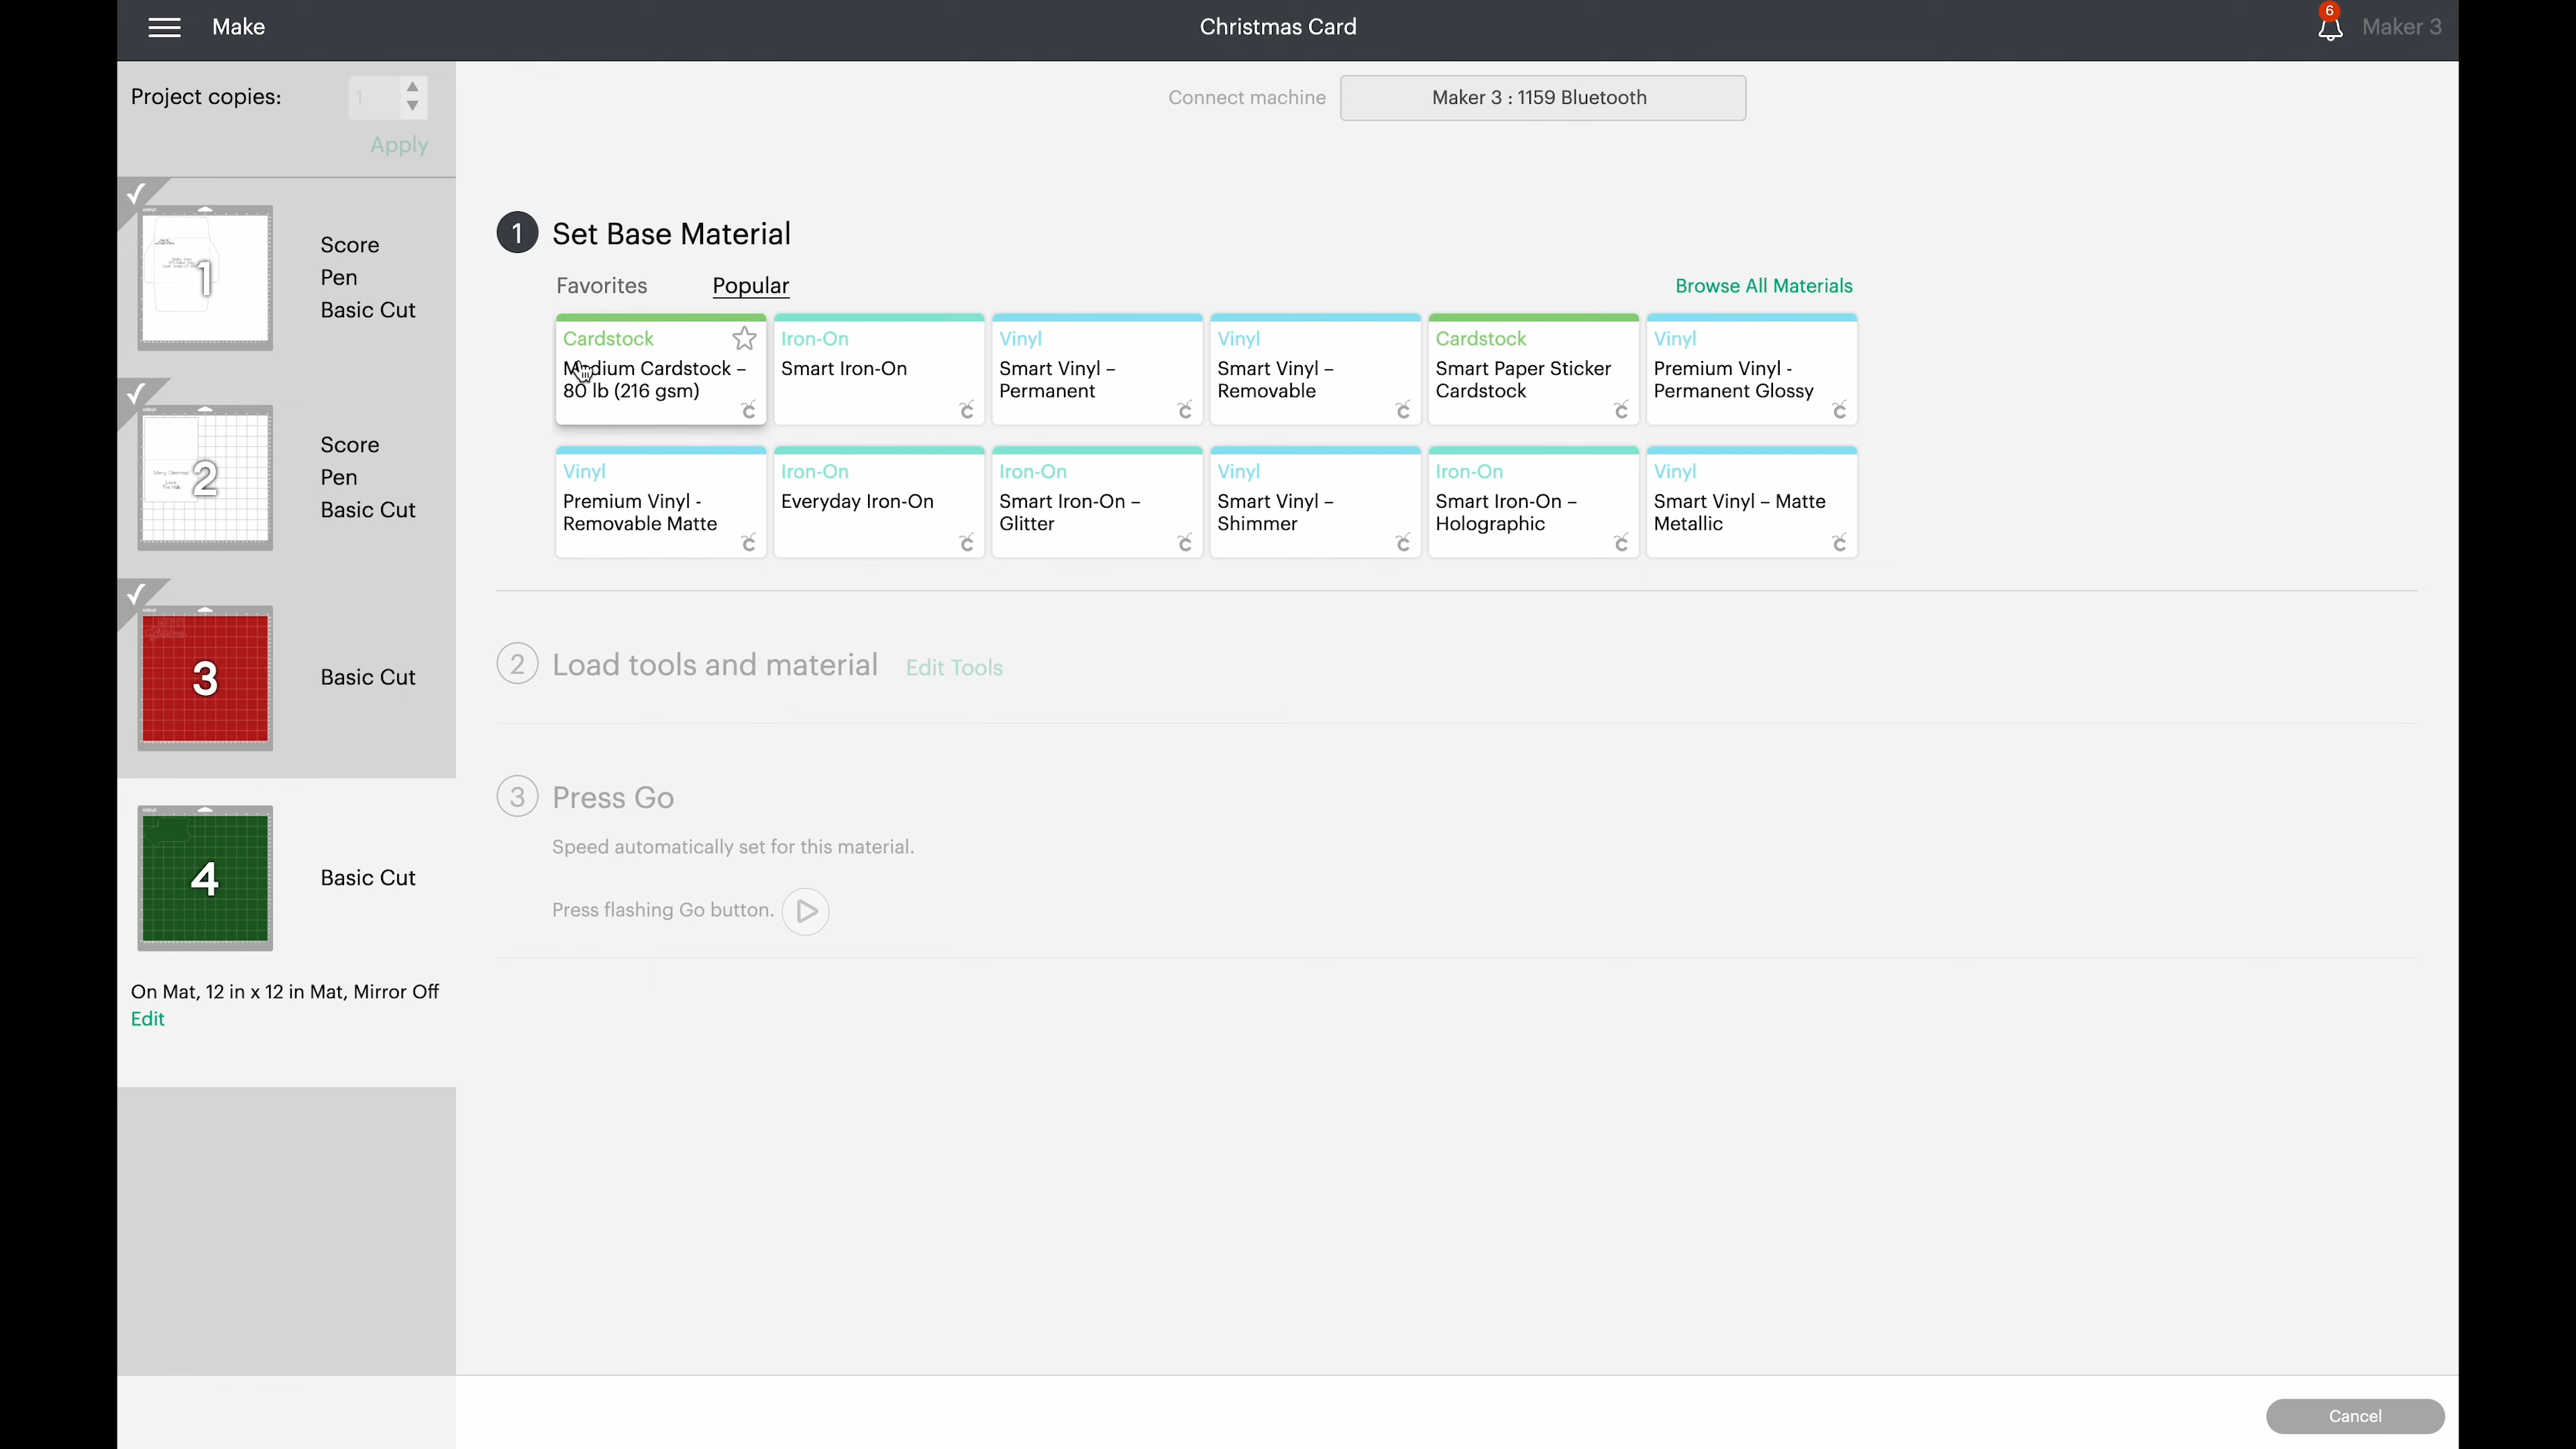 Make
Christmas Card
6
Maker 3
Project copies:
1
Apply
Connect machine
Maker 3 : 1159 Bluetooth
1
Score
Pen
Basic Cut
Merry Christmas
Love
2
Score
Pen
Basic Cut
3
Basic Cut
4
Basic Cut
On Mat, 12 in x 12 in Mat, Mirror Off
Edit
1 Set Base Material
Favorites
Popular
Browse All Materials
Cardstock
Medium Cardstock –
80 lb (216 gsm)
Iron-On
Smart Iron-On
Vinyl
Smart Vinyl –
Permanent
Vinyl
Smart Vinyl –
Removable
Cardstock
Smart Paper Sticker
Cardstock
Vinyl
Premium Vinyl -
Permanent Glossy
Vinyl
Premium Vinyl -
Removable Matte
Iron-On
Everyday Iron-On
Iron-On
Smart Iron-On –
Glitter
Vinyl
Smart Vinyl –
Shimmer
Iron-On
Smart Iron-On –
Holographic
Vinyl
Smart Vinyl – Matte
Metallic
2 Load tools and material
Edit Tools
3 Press Go
Speed automatically set for this material.
Press flashing Go button.
Cancel